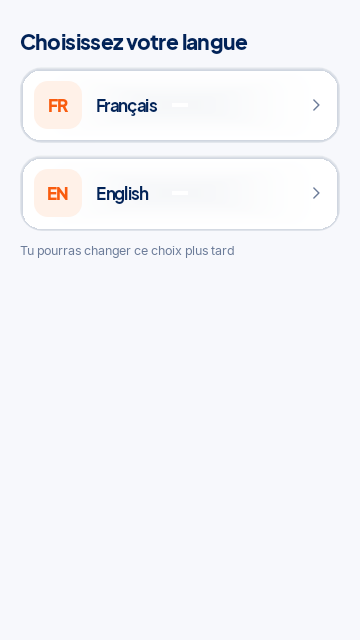 Choisissez votre langue
FR Français
EN English
Tu pourras changer ce choix plus tard